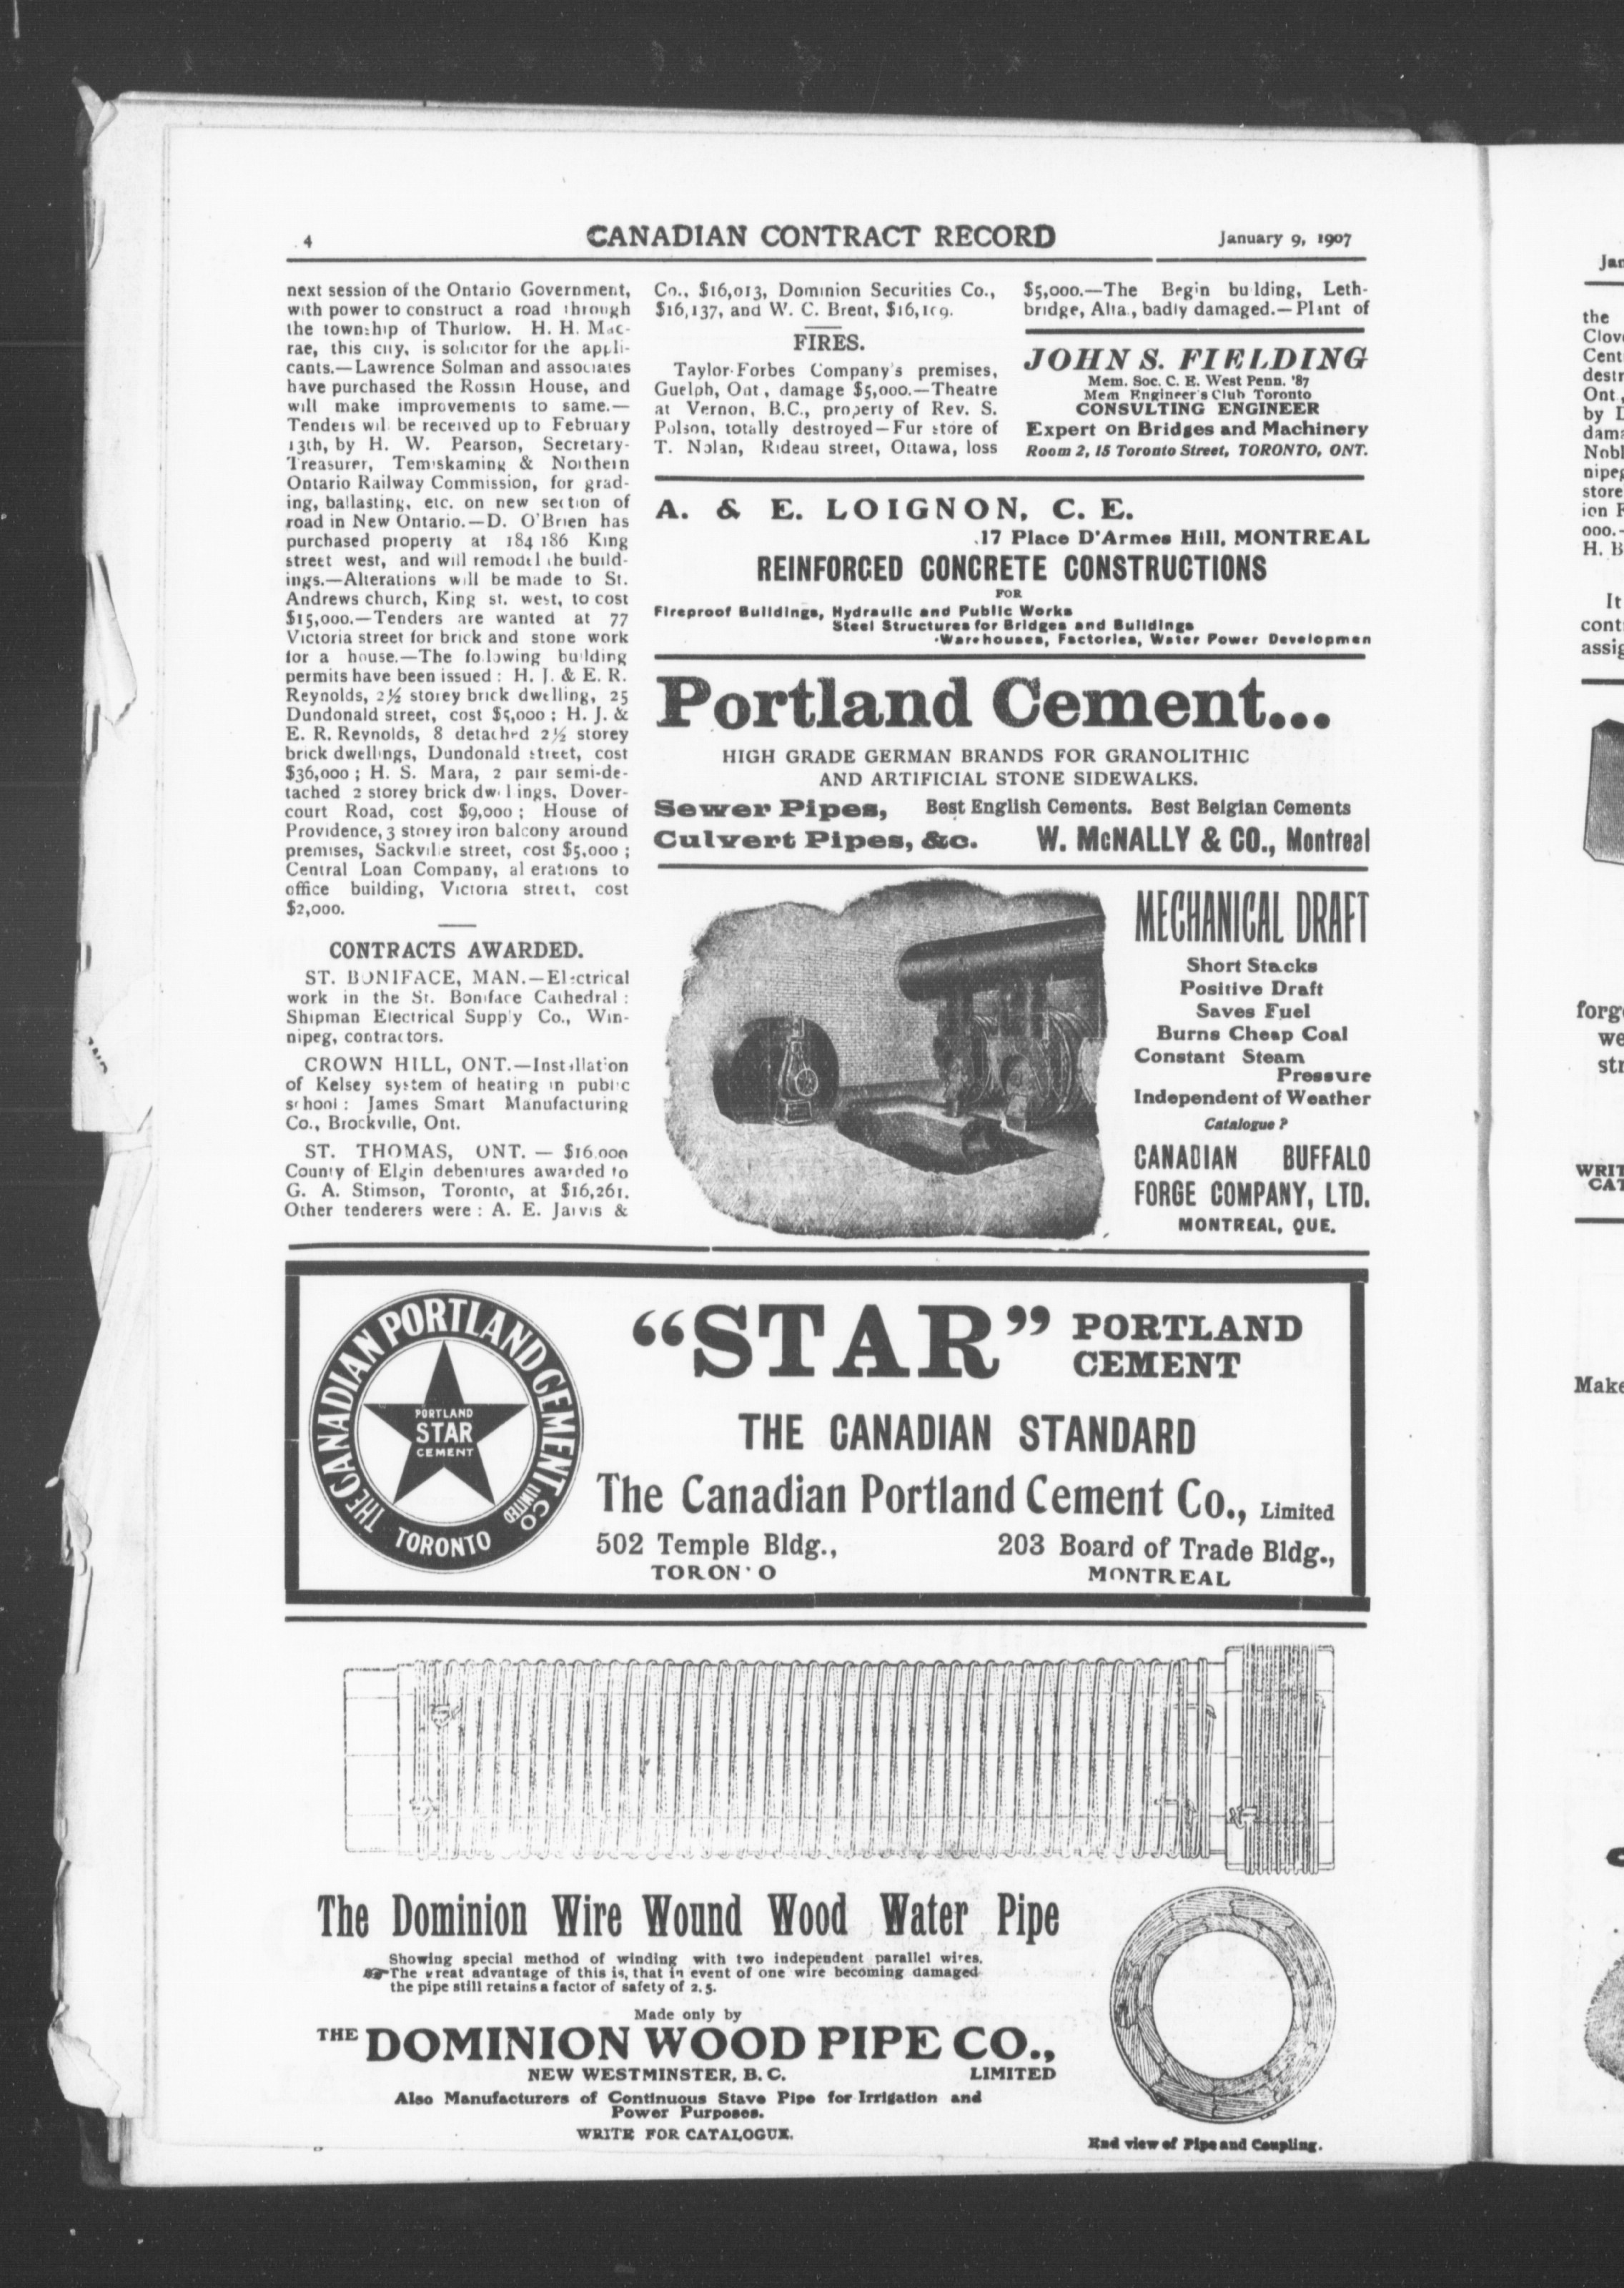 4
CANADIAN CONTRACT RECORD
January 9, 1907
next session of the Ontario Government,
with power to construct a road through
the township of Thurlow. H. H. Mac-
rae, this city, is solicitor for the appli-
cants.—Lawrence Solman and associates
have purchased the Rossin House, and
will make improvements to same.—
Tenders wil be received up to February
13th, by H. W. Pearson, Secretary-
Treasurer, Temiskaming & Northern
Ontario Railway Commission, for grad-
ing, ballasting, etc. on new section of
road in New Ontario.—D. O'Brien has
purchased property at 184 186 King
street west, and will remodel the build-
ings.—Alterations will be made to St.
Andrews church, King st. west, to cost
$15,000.—Tenders are wanted at 77
Victoria street for brick and stone work
for a house.—The following building
permits have been issued : H. J. & E. R.
Reynolds, 2½ storey brick dwelling, 25
Dundonald street, cost $5,000 ; H. J. &
E. R. Reynolds, 8 detached 2½ storey
brick dwellings, Dundonald street, cost
$36,000 ; H. S. Mara, 2 pair semi-de-
tached 2 storey brick dwellings, Dover-
court Road, cost $9,000 ; House of
Providence, 3 storey iron balcony around
premises, Sackville street, cost $5,000 ;
Central Loan Company, alterations to
office building, Victoria street, cost
$2,000.
CONTRACTS AWARDED.
ST. BONIFACE, MAN.—Electrical
work in the St. Boniface Cathedral :
Shipman Electrical Supply Co., Win-
nipeg, contractors.
CROWN HILL, ONT.—Installation
of Kelsey system of heating in public
school : James Smart Manufacturing
Co., Brockville, Ont.
ST. THOMAS, ONT. — $16,000
County of Elgin debentures awarded to
G. A. Stimson, Toronto, at $16,261.
Other tenderers were : A. E. Jarvis &
Co., $16,013, Dominion Securities Co.,
$16,137, and W. C. Brent, $16,109.
FIRES.
Taylor-Forbes Company's premises,
Guelph, Ont , damage $5,000.—Theatre
at Vernon, B.C., property of Rev. S.
Polson, totally destroyed—Fur store of
T. Nolan, Rideau street, Ottawa, loss
$5,000.—The Begin building, Leth-
bridge, Alta., badly damaged.—Plant of
JOHN S. FIELDING
Mem. Soc. C. E. West Penn. '87
Mem Engineer's Club Toronto
CONSULTING ENGINEER
Expert on Bridges and Machinery
Room 2, 15 Toronto Street, TORONTO, ONT.
A. & E. LOIGNON, C. E.
17 Place D'Armes Hill, MONTREAL
REINFORCED CONCRETE CONSTRUCTIONS
FOR
Fireproof Buildings, Hydraulic and Public Works
Steel Structures for Bridges and Buildings
Warehouses, Factories, Water Power Developmen
Portland Cement...
HIGH GRADE GERMAN BRANDS FOR GRANOLITHIC
AND ARTIFICIAL STONE SIDEWALKS.
Sewer Pipes, Best English Cements. Best Belgian Cements
Culvert Pipes, &c. W. McNALLY & CO., Montreal
MECHANICAL DRAFT
Short Stacks
Positive Draft
Saves Fuel
Burns Cheap Coal
Constant Steam
Pressure
Independent of Weather
Catalogue ?
CANADIAN BUFFALO
FORGE COMPANY, LTD.
MONTREAL, QUE.
THE CANADIAN PORTLAND CEMENT CO LIMITED
TORONTO
PORTLAND
STAR
CEMENT
“STAR” PORTLAND
CEMENT
THE CANADIAN STANDARD
The Canadian Portland Cement Co., Limited
502 Temple Bldg., 203 Board of Trade Bldg.,
TORON O MONTREAL
The Dominion Wire Wound Wood Water Pipe
Showing special method of winding with two independent parallel wires.
☞The great advantage of this is, that in event of one wire becoming damaged
the pipe still retains a factor of safety of 2.5.
Made only by
THE DOMINION WOOD PIPE CO.,
NEW WESTMINSTER, B. C. LIMITED
Also Manufacturers of Continuous Stave Pipe for Irrigation and
Power Purposes.
WRITE FOR CATALOGUE.
End view of Pipe and Coupling.
Jan
the
Clov
Cent
destr
Ont ,
by
dama
Nobl
nipeg
store
ion
000.-
H.
It
cont
assig
forg
we
str
WRIT
CAT
Make